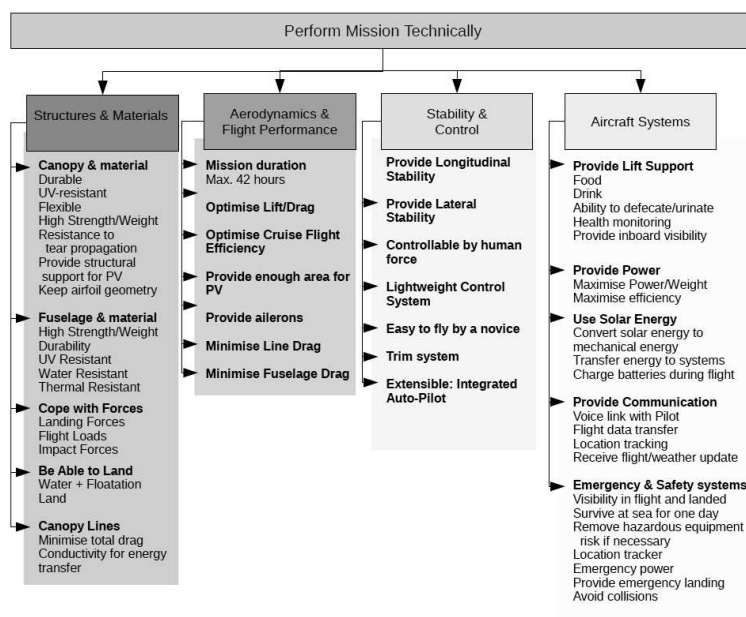 Perform Mission Technically
Structures & Materials
Canopy & material
Durable
UV-resistant
Flexible
High Strength/Weight
Resistance to
tear propagation
Provide structural
support for PV
Keep airfoil geometry
Fuselage & material
High Strength/Weight
Durability
UV Resistant
Water Resistant
Thermal Resistant
Cope with Forces
Landing Forces
Flight Loads
Impact Forces
Be Able to Land
Water + Floatation
Land
Canopy Lines
Minimise total drag
Conductivity for energy
transfer
Aerodynamics &
Flight Performance
Mission duration
Max. 42 hours
Optimise Lift/Drag
Optimise Cruise Flight
Efficiency
Provide enough area for
PV
Provide ailerons
Minimise Line Drag
Minimise Fuselage Drag
Stability &
Control
Provide Longitudinal
Stability
Provide Lateral
Stability
Controllable by human
force
Lightweight Control
System
Easy to fly by a novice
Trim system
Extensible: Integrated
Auto-Pilot
Aircraft Systems
Provide Lift Support
Food
Drink
Ability to defecate/urinate
Health monitoring
Provide inboard visibility
Provide Power
Maximise Power/Weight
Maximise efficiency
Use Solar Energy
Convert solar energy to
mechanical energy
Transfer energy to systems
Charge batteries during flight
Provide Communication
Voice link with Pilot
Flight data transfer
Location tracking
Receive flight/weather update
Emergency & Safety systems
Visibility in flight and landed
Survive at sea for one day
Remove hazardous equipment
risk if necessary
Location tracker
Emergency power
Provide emergency landing
Avoid collisions